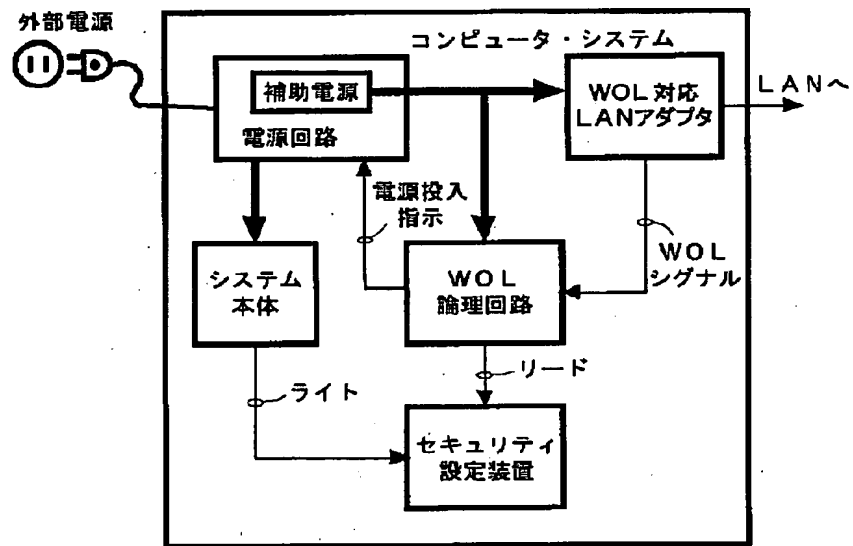 外部電源
コンピュータ・システム
補助電源
電源回路
WOL対応
LANアダプタ
LANへ
電源投入
指示
WOL
シグナル
システム
本体
WOL
論理回路
ライト
リード
セキュリティ
設定装置